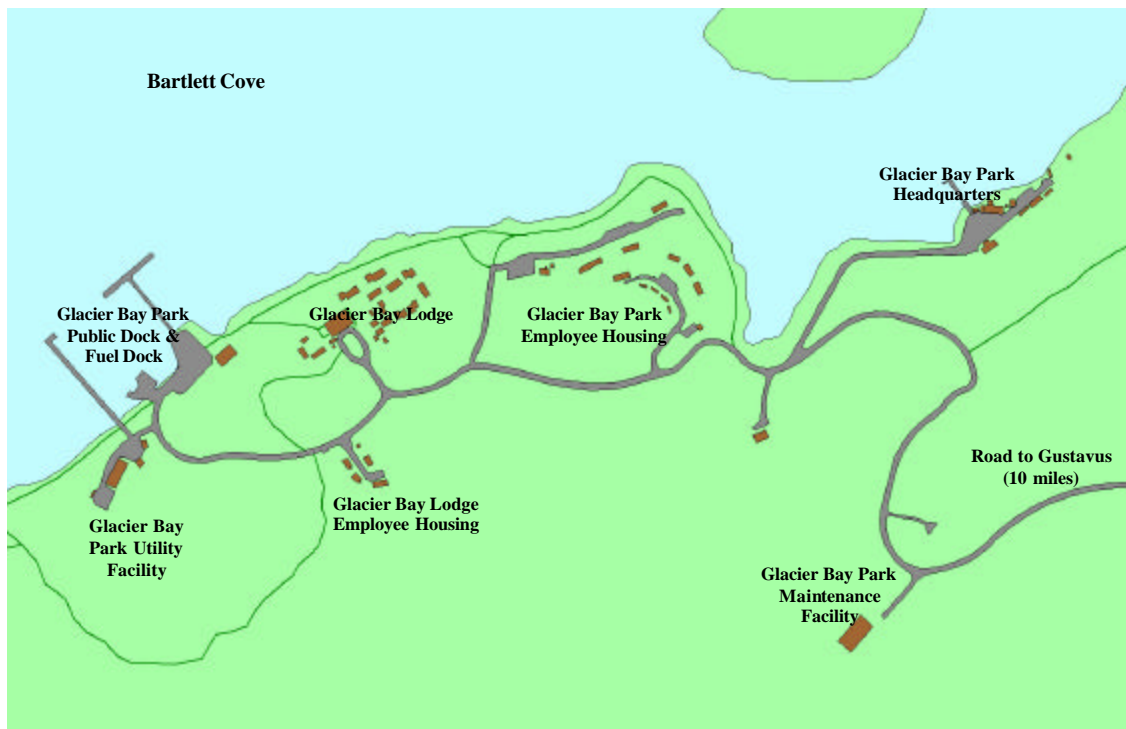 Bartlett Cove
Glacier Bay Park
Headquarters
Glacier Bay Park
Public Dock &
Fuel Dock
Glacier Bay Lodge
Glacier Bay Park
Employee Housing
Road to Gustavus
(10 miles)
Glacier Bay Lodge
Employee Housing
Glacier Bay
Park Utility
Facility
Glacier Bay Park
Maintenance
Facility